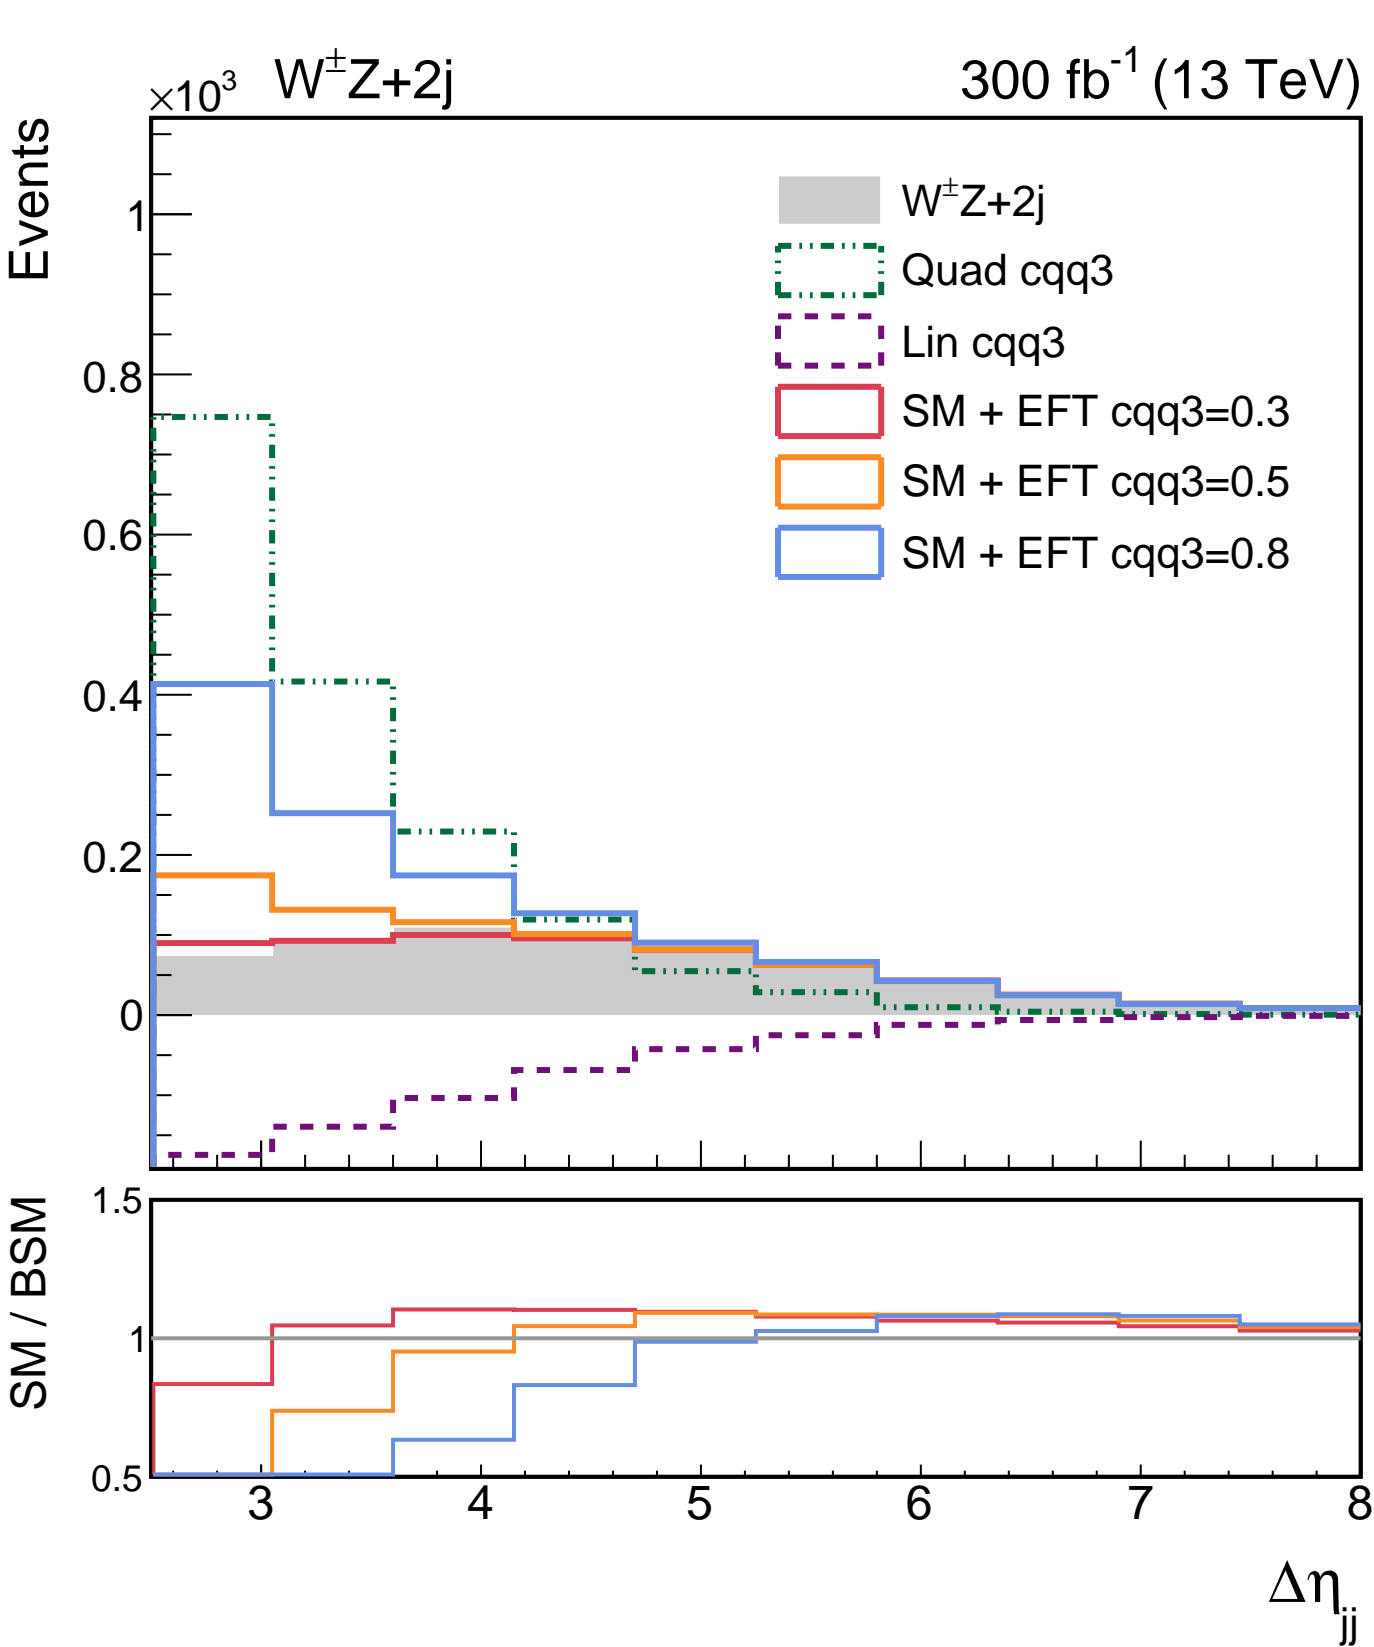 ×10³ W±Z+2j 300 fb⁻¹ (13 TeV)
Events
1
0.8
0.6
0.4
0.2
0
W±Z+2j
Quad cqq3
Lin cqq3
SM + EFT cqq3=0.3
SM + EFT cqq3=0.5
SM + EFT cqq3=0.8
SM / BSM
1.5
1
0.5
3 4 5 6 7 8
Δηjj